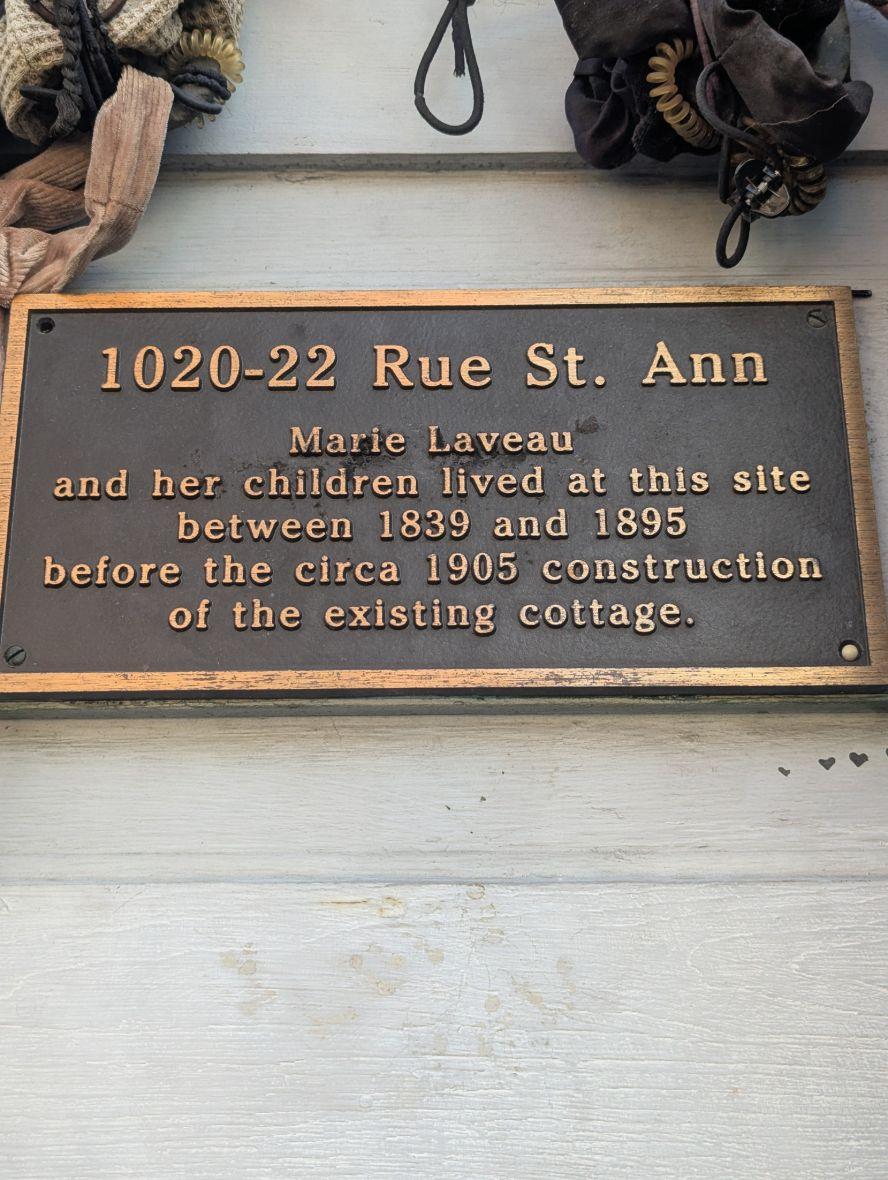 1020-22 Rue St. Ann
Marie Laveau
and her children lived at this site
between 1839 and 1895
before the circa 1905 construction
of the existing cottage.